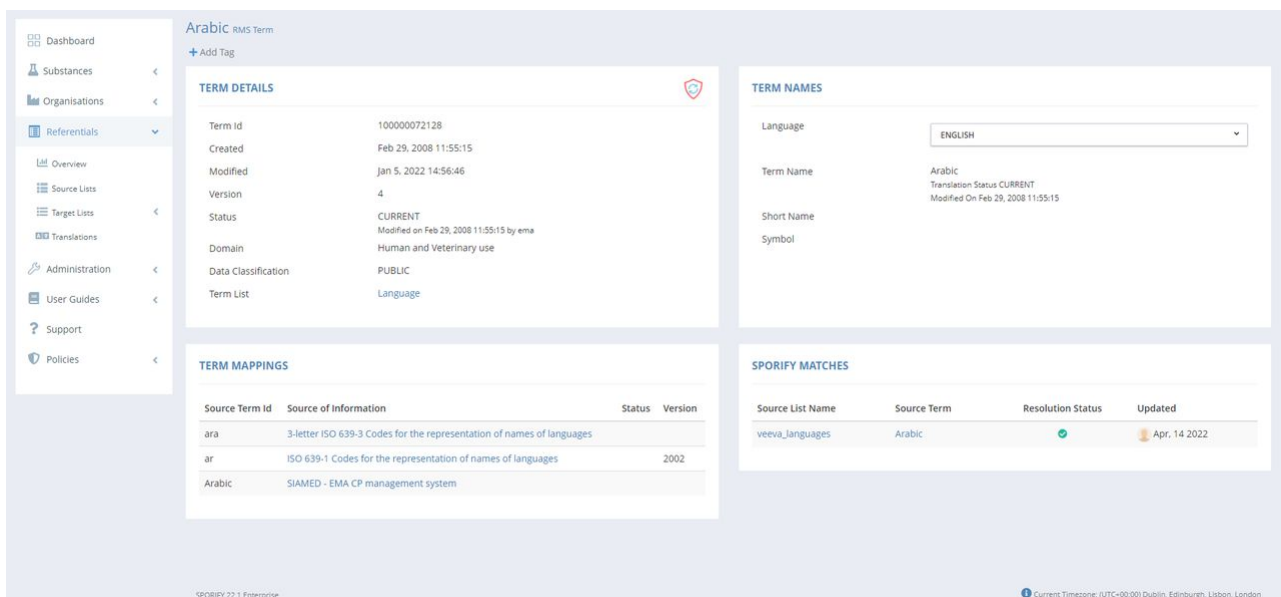 Dashboard
Substances
Organisations
Referentials
Overview
Source Lists
Target Lists
Translations
Administration
User Guides
Support
Policies
Arabic RMS Term
+ Add Tag
TERM DETAILS
Term Id 100000072128
Created Feb 29, 2008 11:55:15
Modified Jan 5, 2022 14:56:46
Version 4
Status CURRENT
Modified on Feb 29, 2008 11:55:15 by ema
Domain Human and Veterinary use
Data Classification PUBLIC
Term List Language
TERM NAMES
Language ENGLISH
Term Name Arabic
Translation Status CURRENT
Modified On Feb 29, 2008 11:55:15
Short Name
Symbol
TERM MAPPINGS
Source Term Id Source of Information Status Version
ara 3-letter ISO 639-3 Codes for the representation of names of languages
ar ISO 639-1 Codes for the representation of names of languages 2002
Arabic SIAMED - EMA CP management system
SPORIFY MATCHES
Source List Name Source Term Resolution Status Updated
veeva_languages Arabic Apr. 14 2022
SPORIFY 22.1 Enterprise
Current Timezone: (UTC+00:00) Dublin, Edinburgh, Lisbon, London